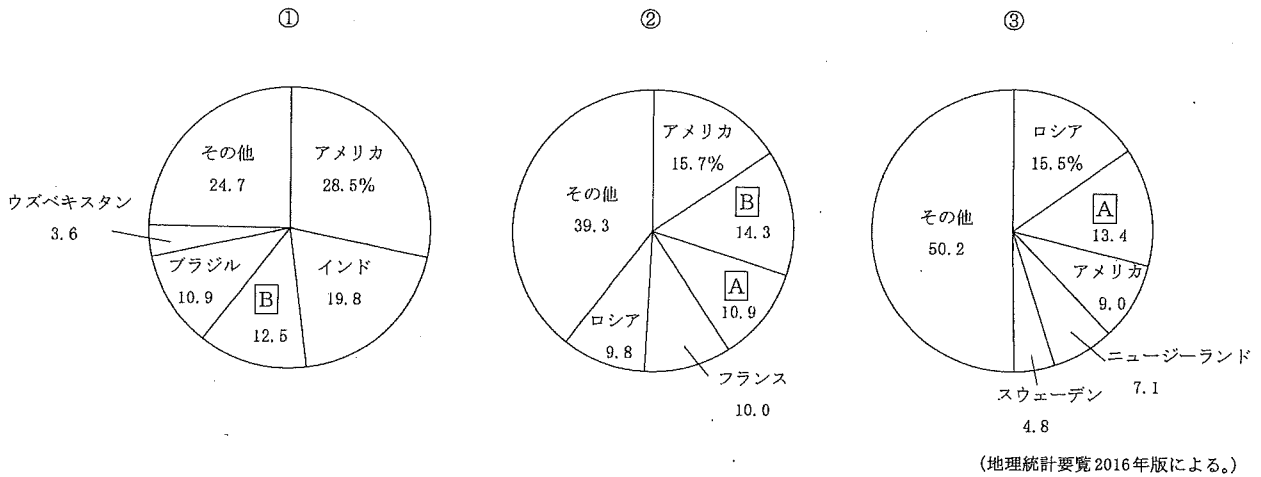 ①
その他
24.7
アメリカ
28.5%
ウズベキスタン
3.6
ブラジル
10.9
B
12.5
インド
19.8
②
その他
39.3
アメリカ
15.7%
B
14.3
A
10.9
ロシア
9.8
フランス
10.0
③
その他
50.2
ロシア
15.5%
A
13.4
アメリカ
9.0
ニュージーランド
7.1
スウェーデン
4.8
(地理統計要覧2016年版による。)